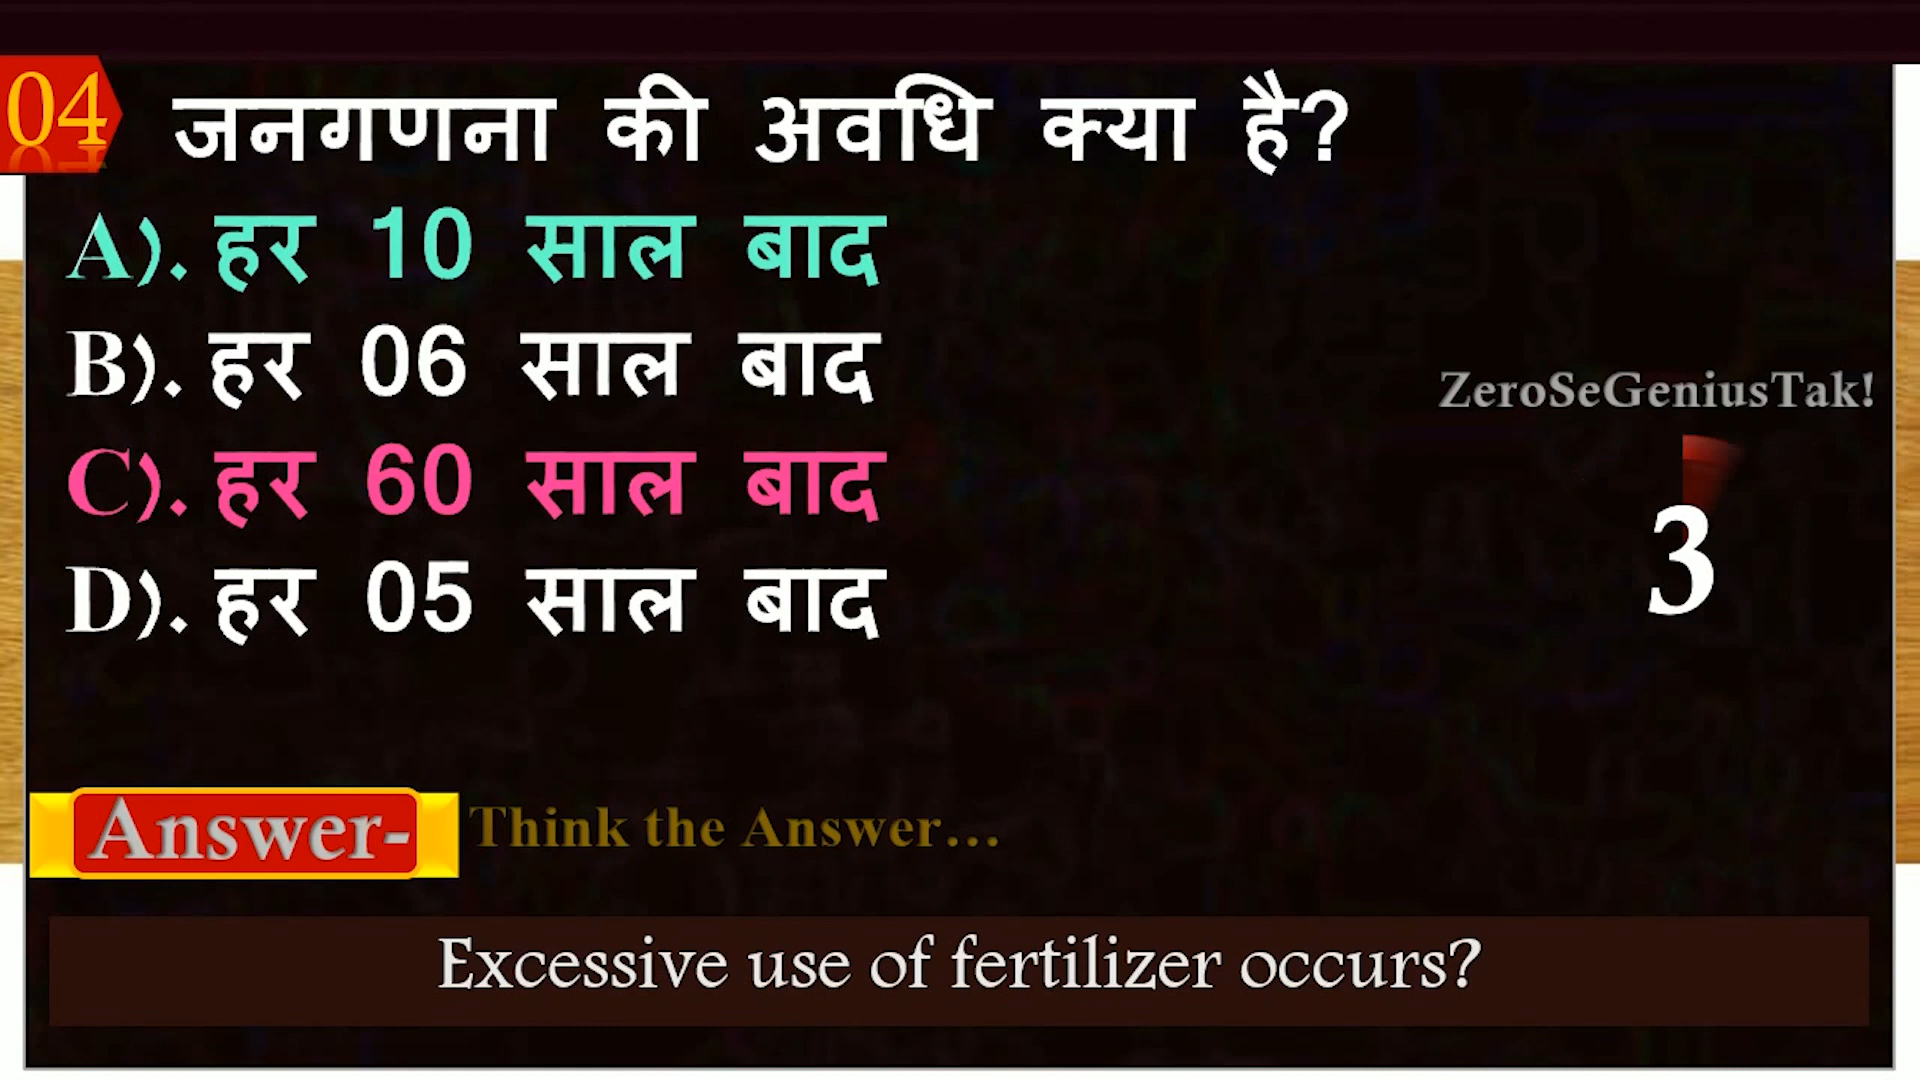 04 जनगणना की अवधि क्या है?
A). हर 10 साल बाद
B). हर 06 साल बाद
C). हर 60 साल बाद
D). हर 05 साल बाद
ZeroSeGeniusTak!
3
Answer- Think the Answer...
Excessive use of fertilizer occurs?